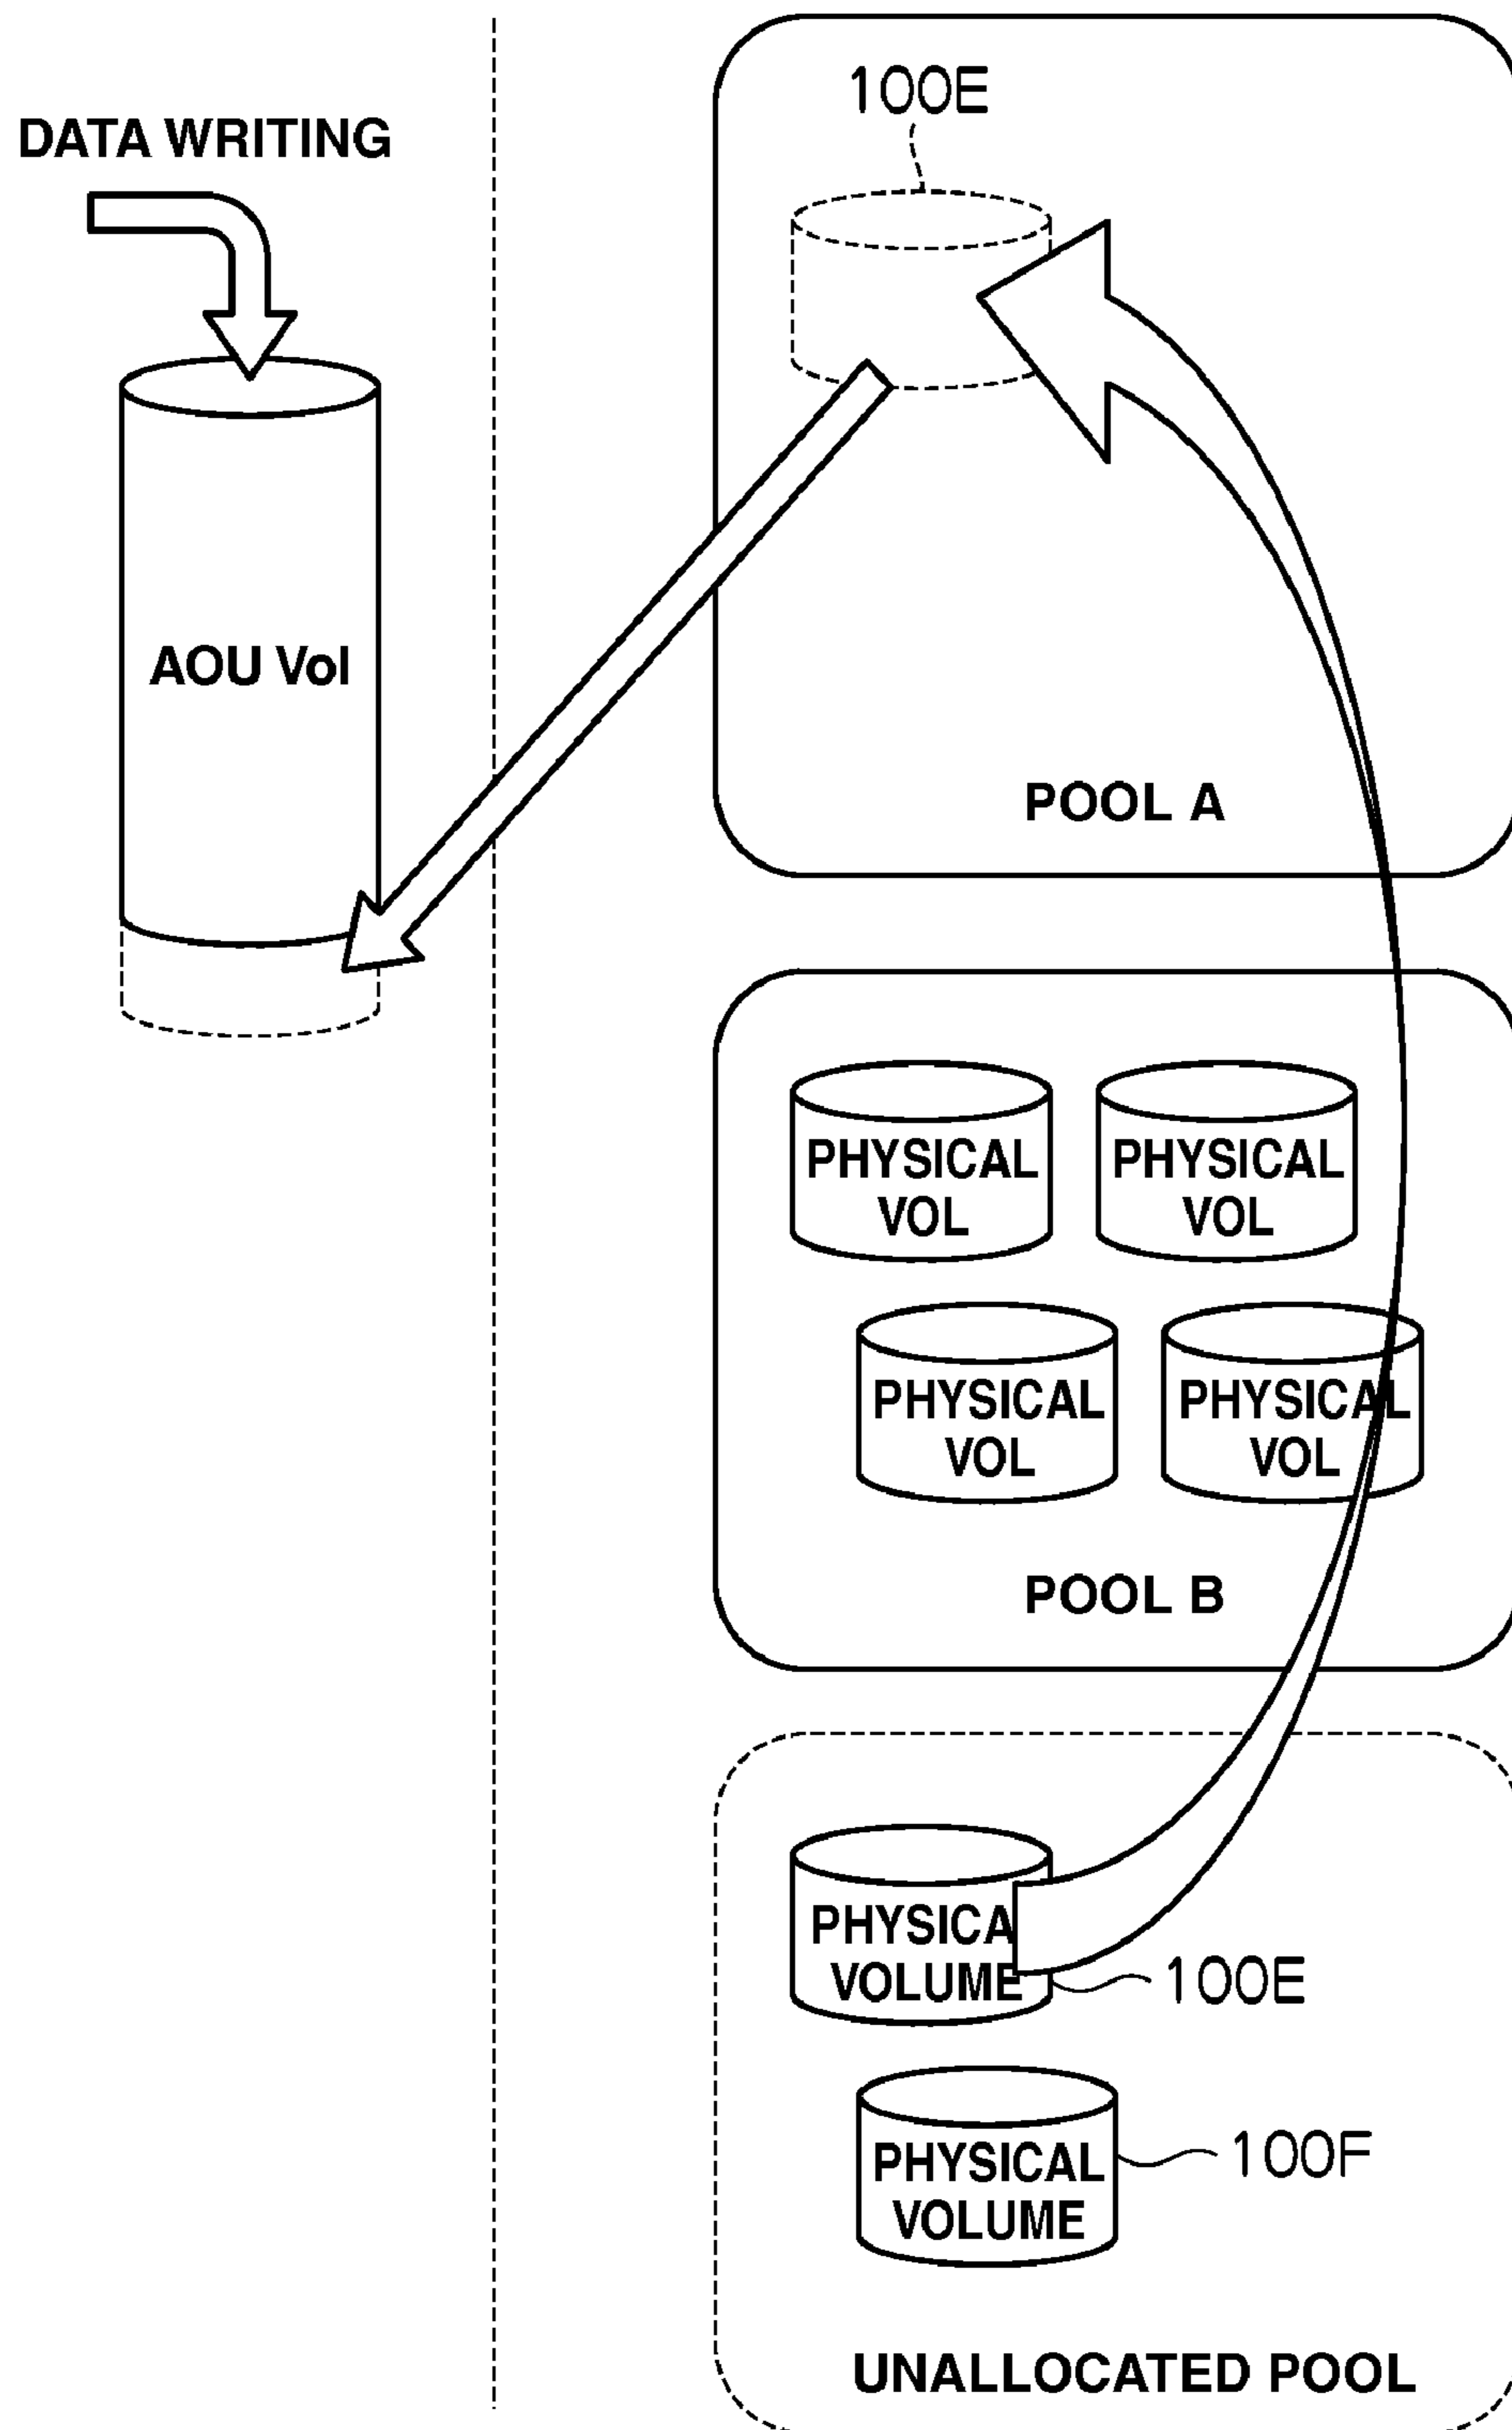 DATA WRITING
AOU Vol
100E
POOL A
PHYSICAL
VOL
PHYSICAL
VOL
PHYSICAL
VOL
PHYSICAL
VOL
POOL B
PHYSICA
VOLUME
100E
PHYSICAL
VOLUME
100F
UNALLOCATED POOL